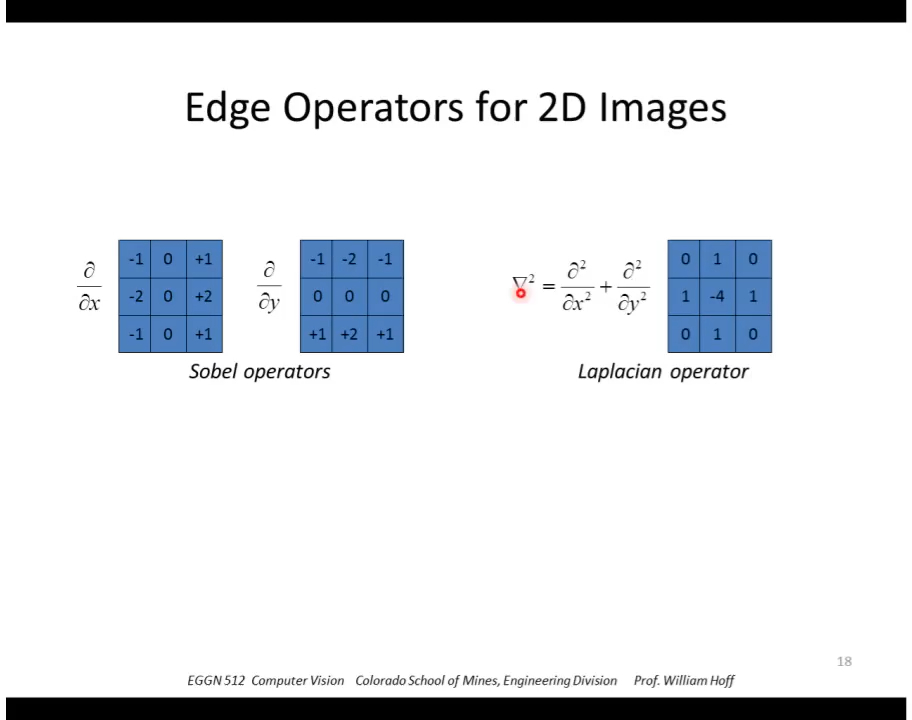 Edge Operators for 2D Images
∂/∂x
-1 0 +1
-2 0 +2
-1 0 +1
∂/∂y
-1 -2 -1
0 0 0
+1 +2 +1
Sobel operators
∇² = ∂²/∂x² + ∂²/∂y²
0 1 0
1 -4 1
0 1 0
Laplacian operator
18
EGGN 512 Computer Vision Colorado School of Mines, Engineering Division Prof. William Hoff